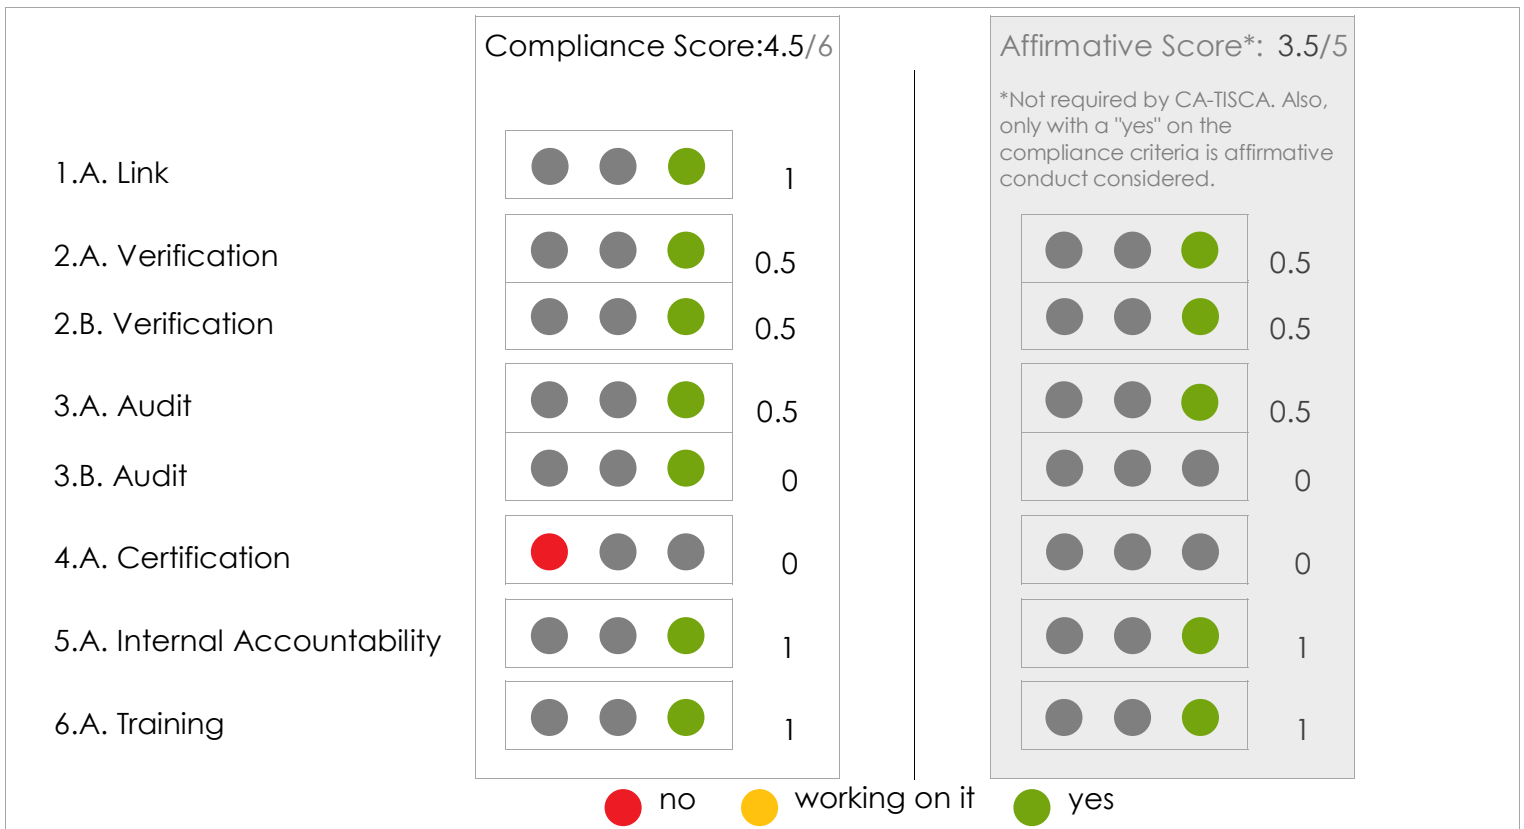 Compliance Score:4.5/6
Affirmative Score*: 3.5/5
*Not required by CA-TISCA. Also,
only with a "yes" on the
compliance criteria is affirmative
conduct considered.
1.A. Link 1
2.A. Verification 0.5 0.5
2.B. Verification 0.5 0.5
3.A. Audit 0.5 0.5
3.B. Audit 0 0
4.A. Certification 0 0
5.A. Internal Accountability 1 1
6.A. Training 1 1
no working on it yes